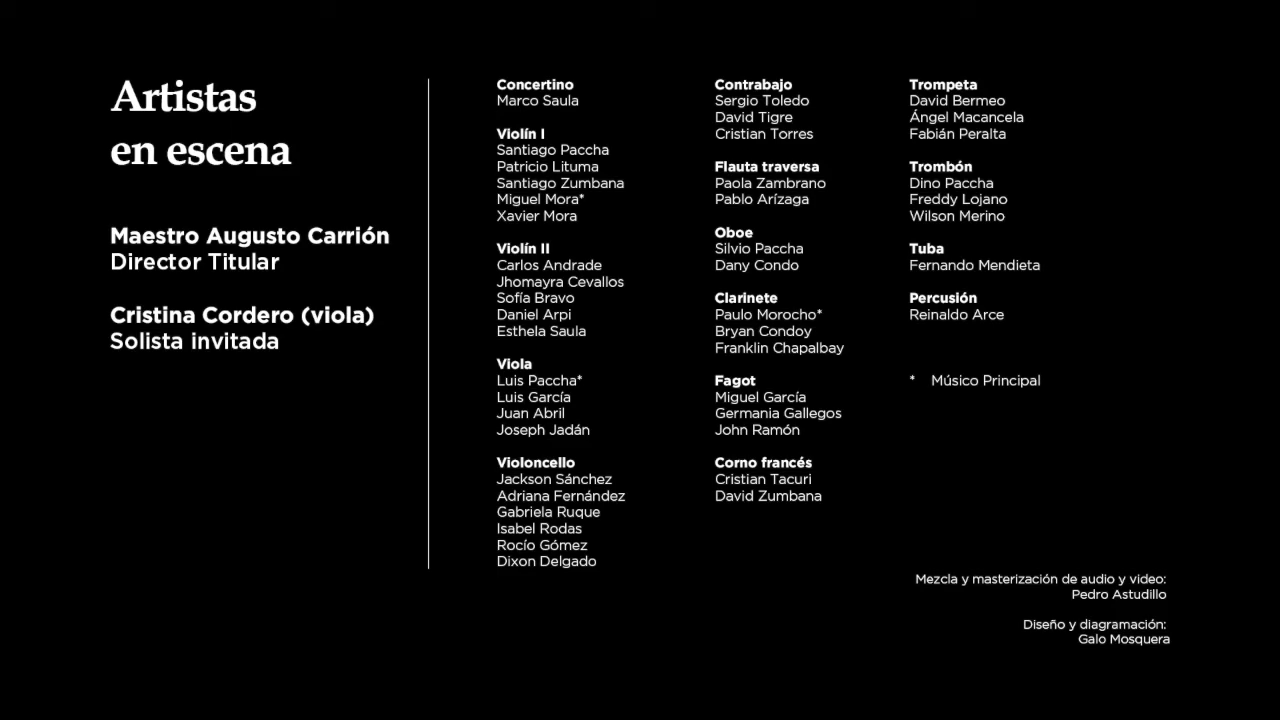 Artistas
en escena
Maestro Augusto Carrión
Director Titular
Cristina Cordero (viola)
Solista invitada
Concertino
Marco Saula
Violín I
Santiago Paccha
Patricio Lituma
Santiago Zumbana
Miguel Mora*
Xavier Mora
Violín II
Carlos Andrade
Jhomayra Cevallos
Sofía Bravo
Daniel Arpi
Esthela Saula
Viola
Luis Paccha*
Luis García
Juan Abril
Joseph Jadán
Violoncello
Jackson Sánchez
Adriana Fernández
Gabriela Ruque
Isabel Rodas
Rocío Gómez
Dixon Delgado
Contrabajo
Sergio Toledo
David Tigre
Cristian Torres
Flauta traversa
Paola Zambrano
Pablo Arízaga
Oboe
Silvio Paccha
Dany Condo
Clarinete
Paulo Morocho*
Bryan Condoy
Franklin Chapalbay
Fagot
Miguel García
Germania Gallegos
John Ramón
Corno francés
Cristian Tacuri
David Zumbana
Trompeta
David Bermeo
Ángel Macancela
Fabián Peralta
Trombón
Dino Paccha
Freddy Lojano
Wilson Merino
Tuba
Fernando Mendieta
Percusión
Reinaldo Arce
* Músico Principal
Mezcla y masterización de audio y video:
Pedro Astudillo
Diseño y diagramación:
Galo Mosquera